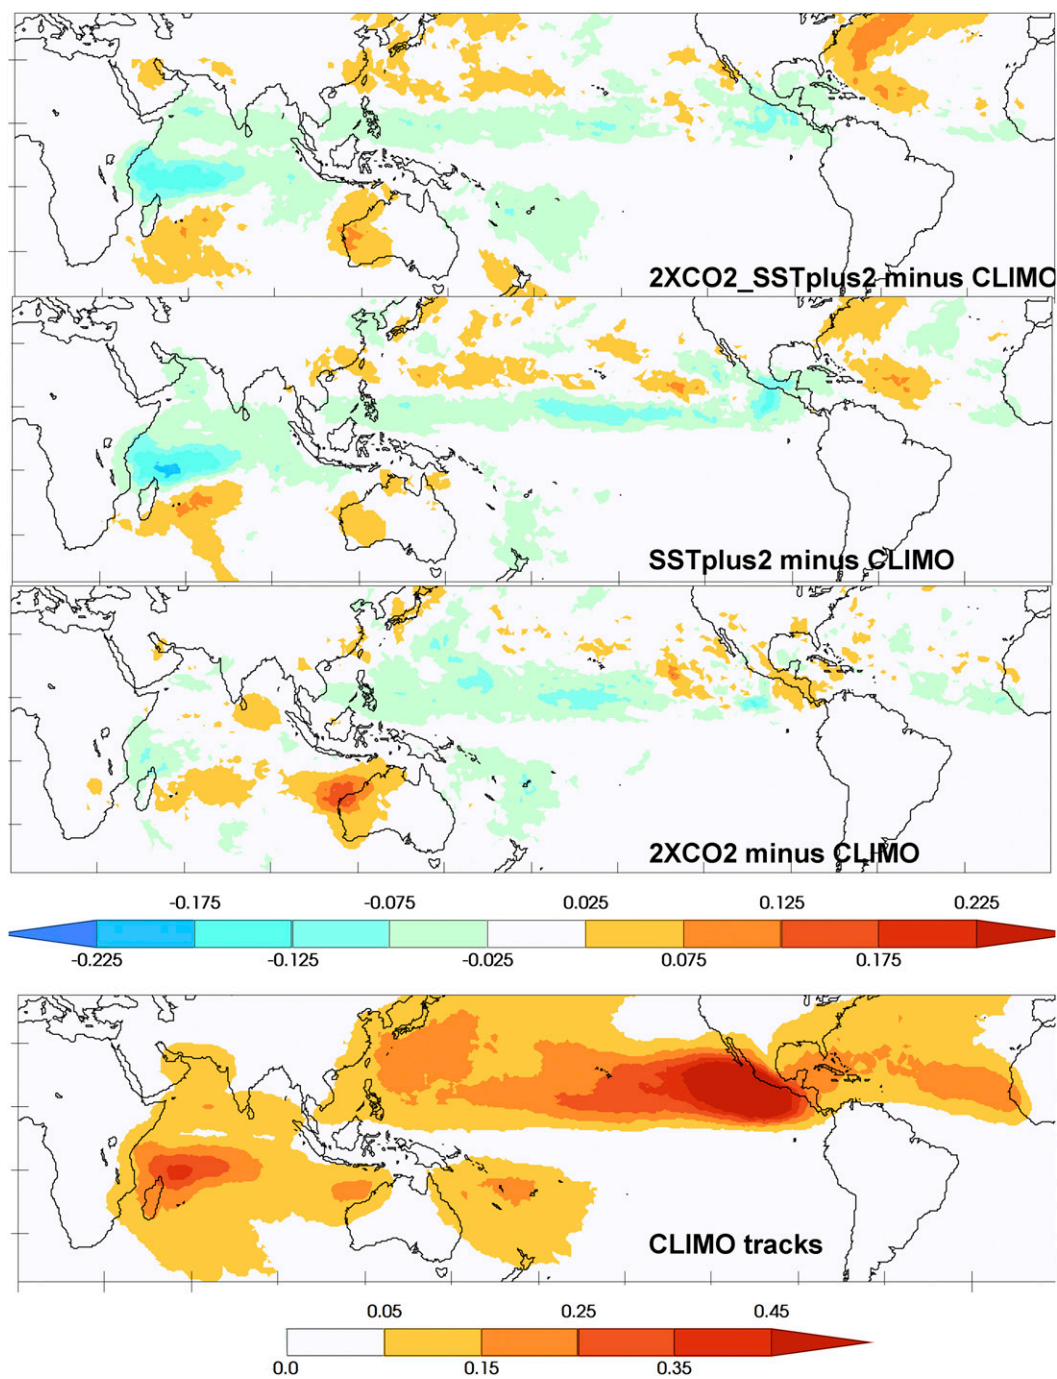 2XCO2_SSTplus2 minus CLIMO
SSTplus2 minus CLIMO
2XCO2 minus CLIMO
-0.175 -0.075 0.025 0.125 0.225
-0.225 -0.125 -0.025 0.075 0.175
CLIMO tracks
0.05 0.25 0.45
0.0 0.15 0.35